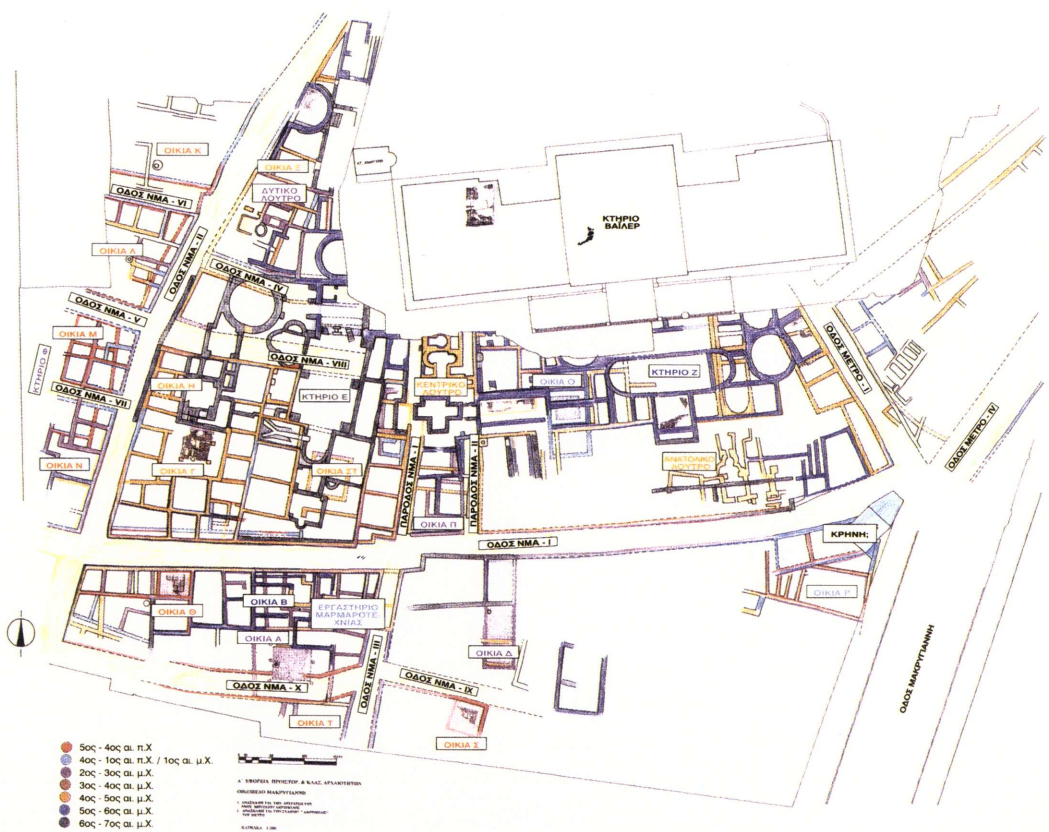 ΟΙΚΙΑ Κ
ΟΙΚΙΑ Ξ
ΔΥΤΙΚΟ
ΛΟΥΤΡΟ
ΟΔΟΣ ΝΜΑ - VI
ΟΔΟΣ ΝΜΑ - II
ΚΤΗΡΙΟ
ΒΑΪΛΕΡ
ΟΙΚΙΑ Λ
ΟΔΟΣ ΝΜΑ - IV
ΟΔΟΣ ΝΜΑ - V
ΟΙΚΙΑ Μ
ΚΤΗΡΙΟ Φ
ΟΔΟΣ ΝΜΑ - VIII
ΟΔΟΣ ΜΕΤΡΟ - I
ΟΙΚΙΑ Η
ΚΤΗΡΙΟ Ε
ΚΕΝΤΡΙΚΟ
ΛΟΥΤΡΟ
ΟΙΚΙΑ Ο
ΚΤΗΡΙΟ Ζ
ΟΔΟΣ ΝΜΑ - VII
ΟΔΟΣ ΜΕΤΡΟ - IV
ΟΙΚΙΑ Ν
ΟΙΚΙΑ Γ
ΟΙΚΙΑ ΣΤ
ΠΑΡΟΔΟΣ ΝΜΑ - I
ΠΑΡΟΔΟΣ ΝΜΑ - II
ΑΝΑΤΟΛΙΚΟ
ΛΟΥΤΡΟ
ΟΙΚΙΑ Π
ΟΔΟΣ ΝΜΑ - I
ΚΡΗΝΗ;
ΟΙΚΙΑ Ρ
ΟΙΚΙΑ Θ
ΟΙΚΙΑ Β
ΕΡΓΑΣΤΗΡΙΟ
ΜΑΡΜΑΡΟΤΕ
ΧΝΙΑΣ
ΟΙΚΙΑ Α
ΟΙΚΙΑ Δ
ΟΔΟΣ ΝΜΑ - III
ΟΔΟΣ ΝΜΑ - X
ΟΔΟΣ ΝΜΑ - IX
ΟΔΟΣ ΜΑΚΡΥΓΙΑΝΝΗ
ΟΙΚΙΑ Τ
ΟΙΚΙΑ Σ
5ος - 4ος αι. π.Χ
4ος - 1ος αι. π.Χ. / 1ος αι. μ.Χ.
2ος - 3ος αι. μ.Χ.
3ος - 4ος αι. μ.Χ.
4ος - 5ος αι. μ.Χ.
5ος - 6ος αι. μ.Χ.
6ος - 7ος αι. μ.Χ.
Α' ΕΦΟΡΕΙΑ ΠΡΟΪΣΤΟΡ. & ΚΛΑΣ. ΑΡΧΑΙΟΤΗΤΩΝ
ΟΙΚΟΠΕΔΟ ΜΑΚΡΥΓΙΑΝΝΗ